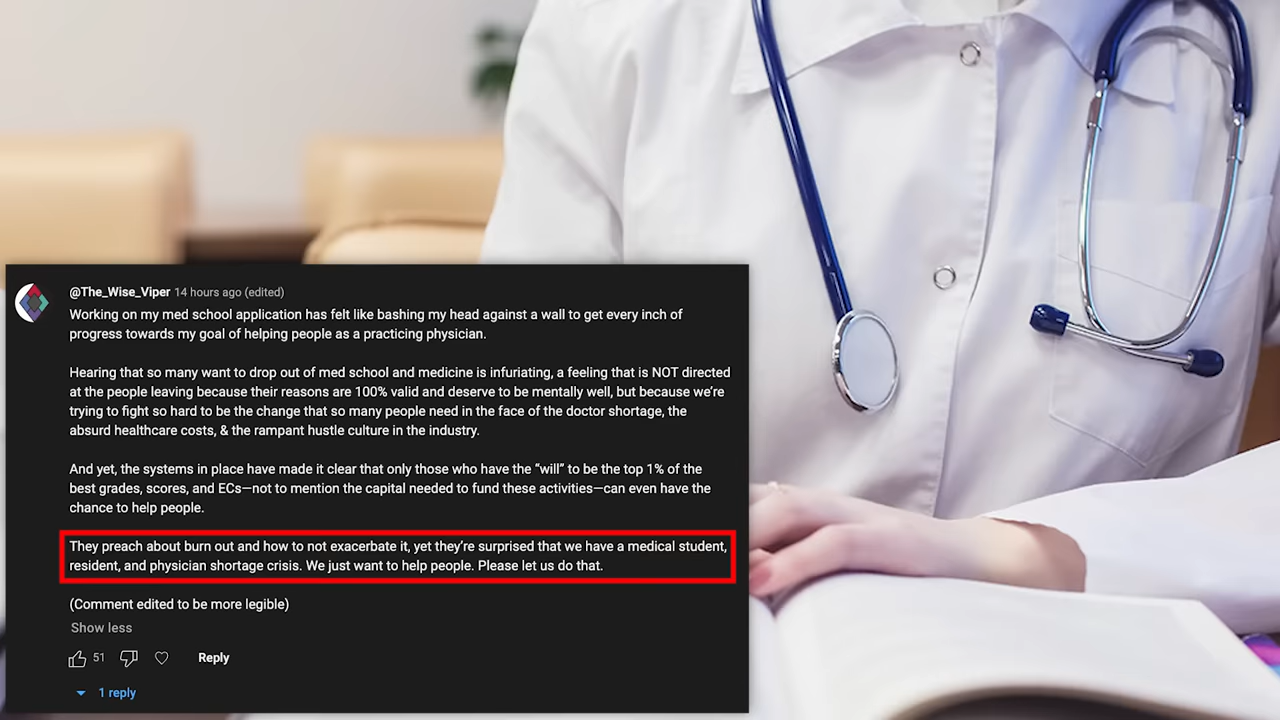 @The_Wise_Viper 14 hours ago (edited)
Working on my med school application has felt like bashing my head against a wall to get every inch of
progress towards my goal of helping people as a practicing physician.
Hearing that so many want to drop out of med school and medicine is infuriating, a feeling that is NOT directed
at the people leaving because their reasons are 100% valid and deserve to be mentally well, but because we’re
trying to fight so hard to be the change that so many people need in the face of the doctor shortage, the
absurd healthcare costs, & the rampant hustle culture in the industry.
And yet, the systems in place have made it clear that only those who have the “will” to be the top 1% of the
best grades, scores, and ECs—not to mention the capital needed to fund these activities—can even have the
chance to help people.
They preach about burn out and how to not exacerbate it, yet they’re surprised that we have a medical student,
resident, and physician shortage crisis. We just want to help people. Please let us do that.
(Comment edited to be more legible)
Show less
51 Reply
1 reply